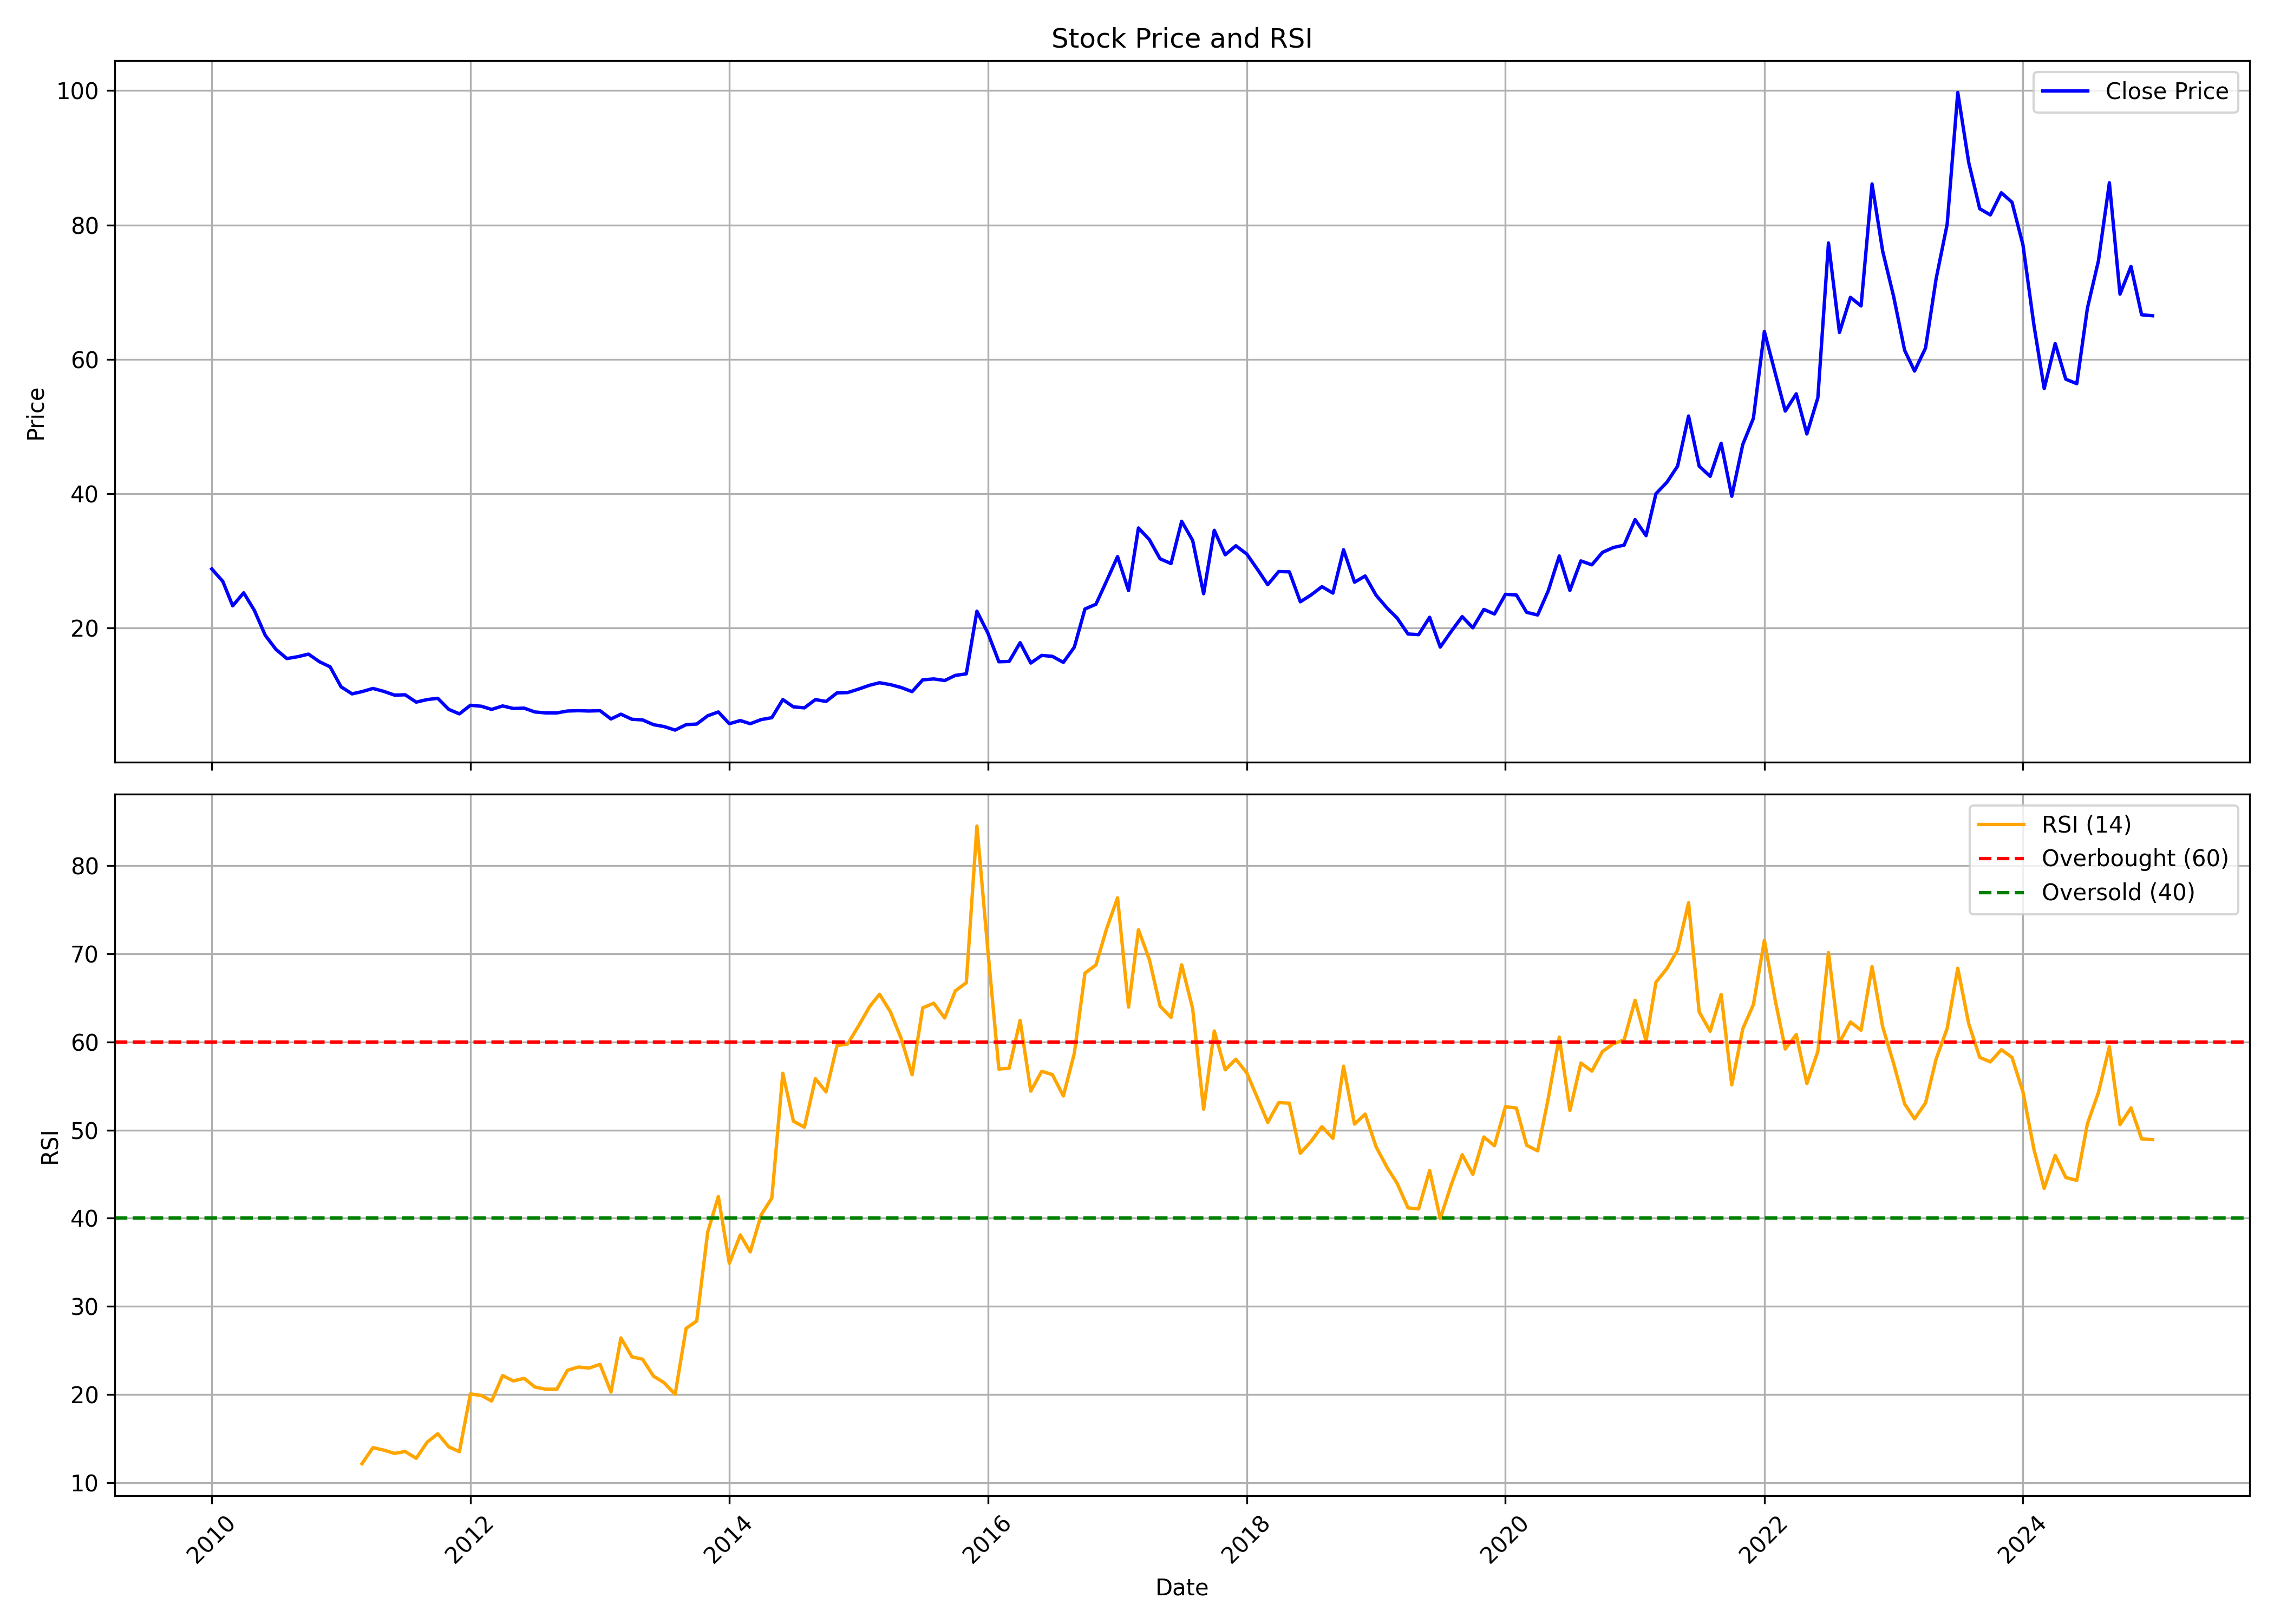 Stock Price and RSI
100
80
60
40
20
Price
Close Price
80
70
60
50
40
30
20
10
RSI
RSI (14)
Overbought (60)
Oversold (40)
2010
2012
2014
2016
2018
2020
2022
2024
Date